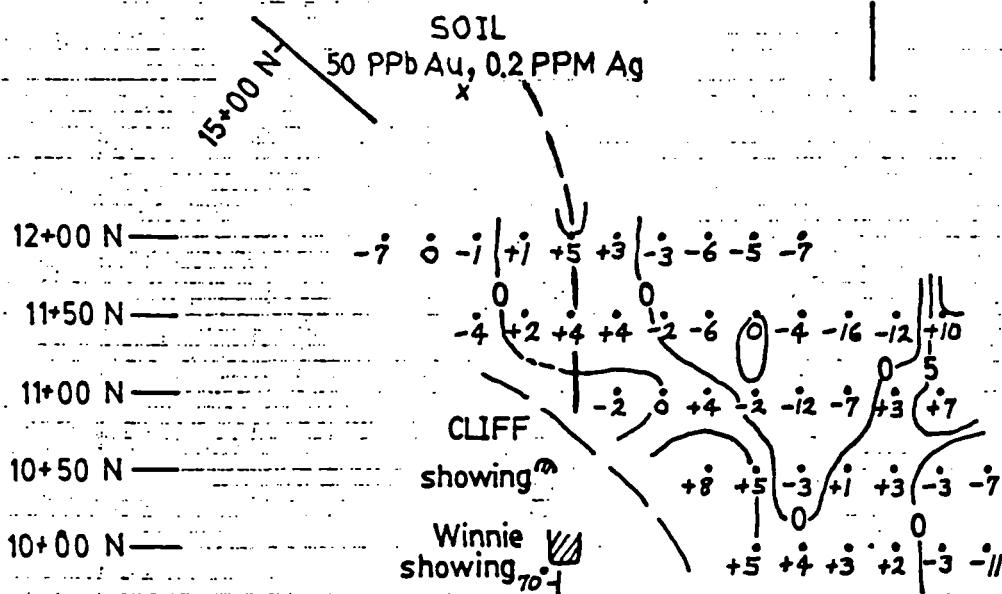 SOIL
50 PPb Au, 0.2 PPM Ag
x
15+00 N
12+00 N -7 0 -1 +1 +5 +3 -3 -6 -5 -7
0 0
11+50 N -4 +2 +4 +4 -2 -6 0 -4 -16 -12 +10
0 5
11+00 N -2 0 +4 -2 -12 -7 +3 +7
CLIFF
10+50 N showing +8 +5 -3 +1 +3 -3 -7
0 0
10+00 N Winnie +5 +4 +3 +2 -3 -11
showing 70°